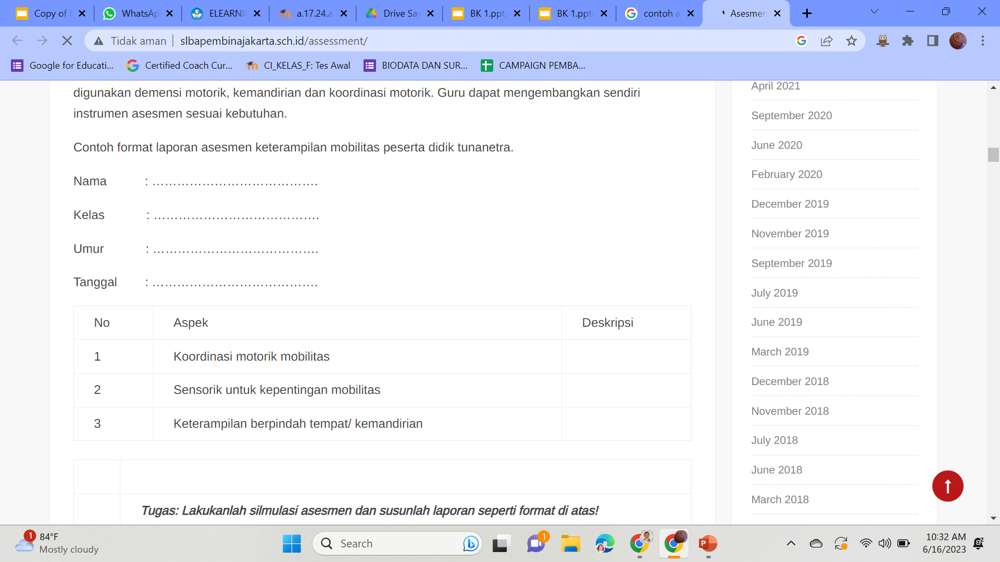 Copy of
WhatsAp
ELEARNI
a.17.24.a
Drive Say
BK 1.ppt
BK 1.ppt
contoh a
Asesmen
Tidak aman
slbapembinajakarta.sch.id/assessment/
Google for Educati...
Certified Coach Cur...
CI_KELAS_F: Tes Awal
BIODATA DAN SUR...
CAMPAIGN PEMBA...
digunakan demensi motorik, kemandirian dan koordinasi motorik. Guru dapat mengembangkan sendiri
instrumen asesmen sesuai kebutuhan.
Contoh format laporan asesmen keterampilan mobilitas peserta didik tunanetra.
Nama : ………………………………….
Kelas : ………………………………….
Umur : ………………………………….
Tanggal : ………………………………….
No Aspek Deskripsi
1 Koordinasi motorik mobilitas
2 Sensorik untuk kepentingan mobilitas
3 Keterampilan berpindah tempat/ kemandirian
Tugas: Lakukanlah silmulasi asesmen dan susunlah laporan seperti format di atas!
April 2021
September 2020
June 2020
February 2020
December 2019
November 2019
September 2019
July 2019
June 2019
March 2019
December 2018
November 2018
July 2018
June 2018
March 2018
1
84°F
Mostly cloudy
Search
1
P
10:32 AM
6/16/2023